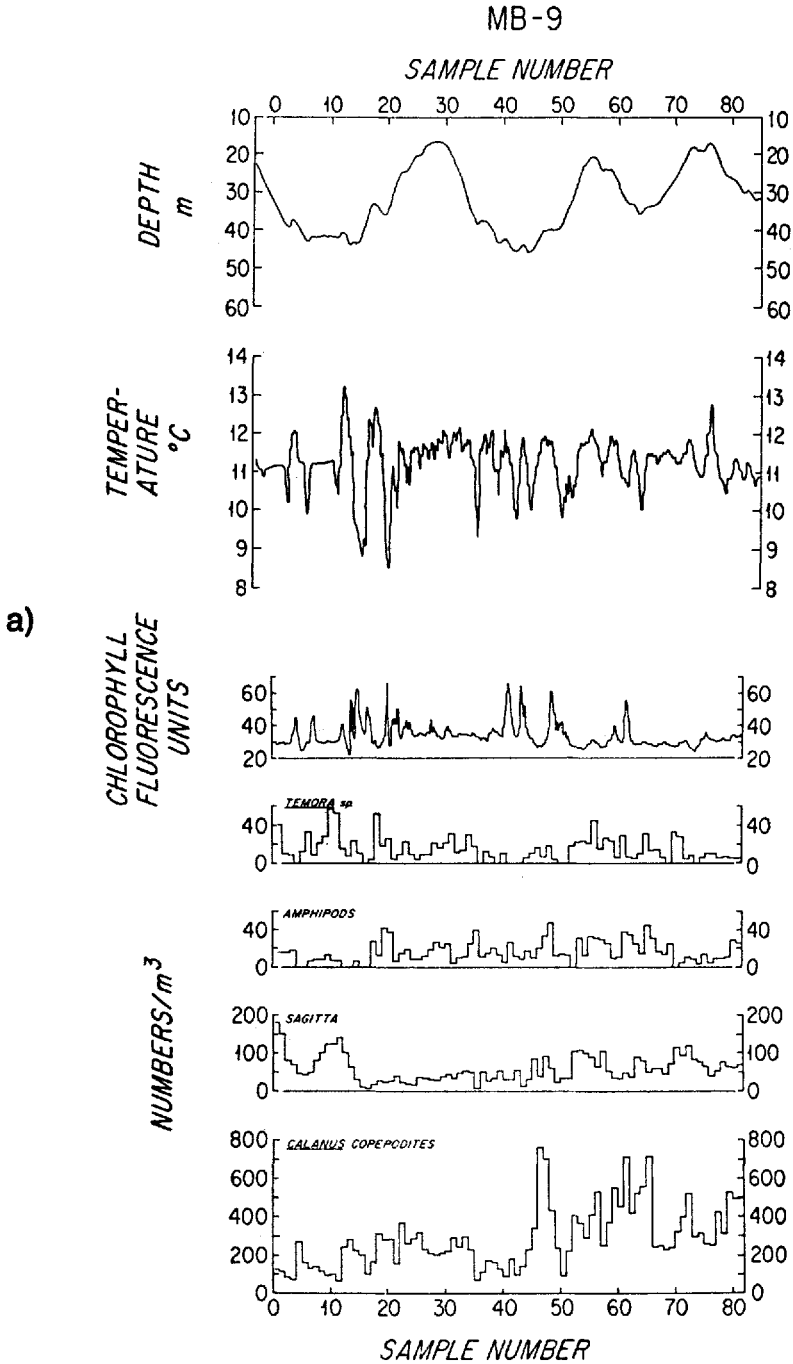 MB-9
SAMPLE NUMBER
0 10 20 30 40 50 60 70 80
DEPTH
m
10 10
20 20
30 30
40 40
50 50
60 60
TEMPER-
ATURE
°C
14 14
13 13
12 12
11 11
10 10
9 9
8 8
a)
CHLOROPHYLL
FLUORESCENCE
UNITS
60 60
40 40
20 20
NUMBERS/m³
TEMORA sp.
40 40
0 0
AMPHIPODS
40 40
0 0
SAGITTA
200 200
100 100
0 0
CALANUS COPEPODITES
800 800
600 600
400 400
200 200
0 0
0 10 20 30 40 50 60 70 80
SAMPLE NUMBER